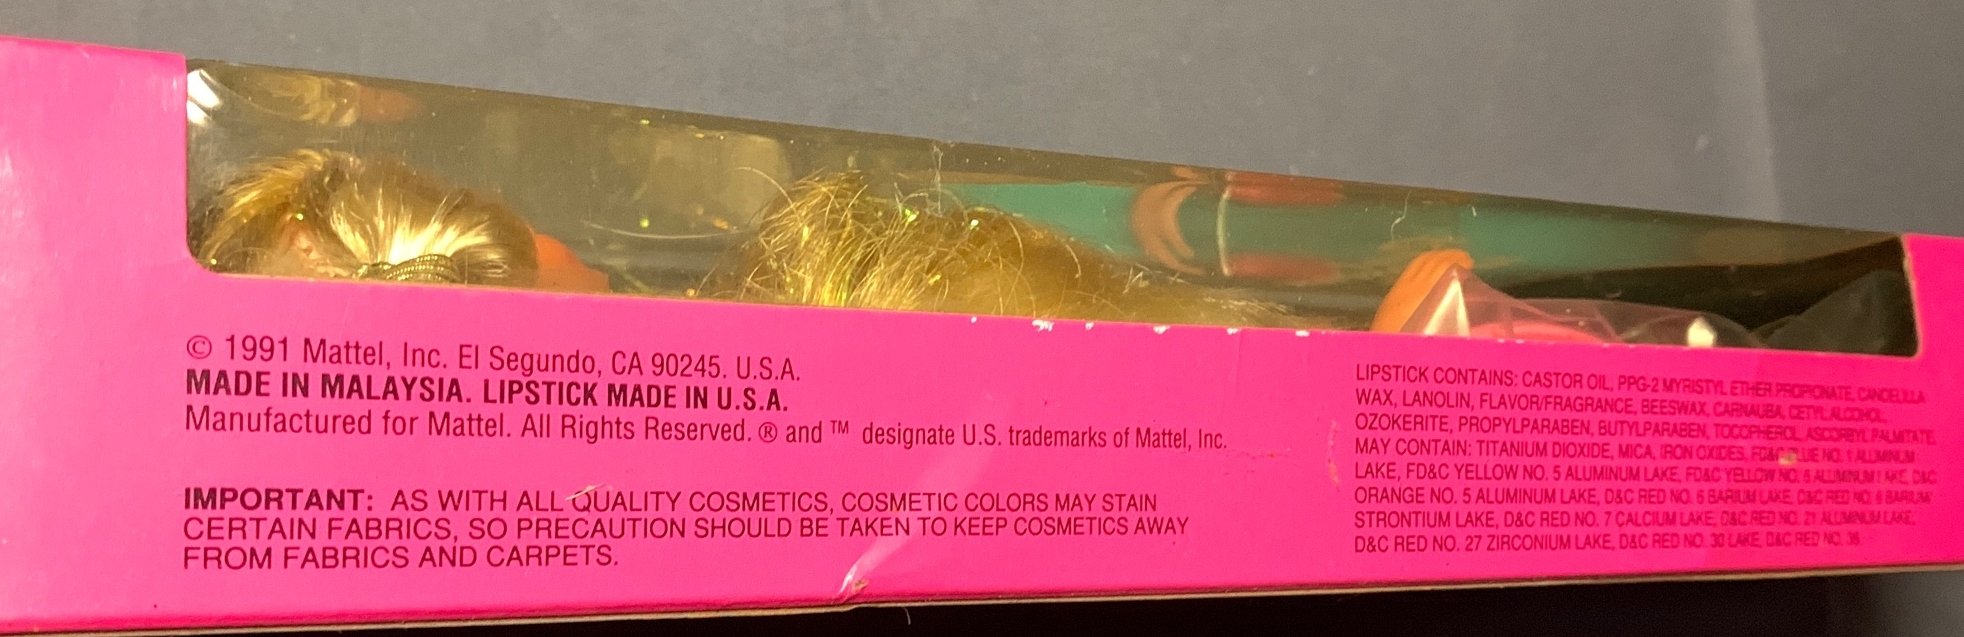 © 1991 Mattel, Inc. El Segundo, CA 90245. U.S.A.
MADE IN MALAYSIA. LIPSTICK MADE IN U.S.A.
Manufactured for Mattel. All Rights Reserved. ® and ™ designate U.S. trademarks of Mattel, Inc.
IMPORTANT: AS WITH ALL QUALITY COSMETICS, COSMETIC COLORS MAY STAIN
CERTAIN FABRICS, SO PRECAUTION SHOULD BE TAKEN TO KEEP COSMETICS AWAY
FROM FABRICS AND CARPETS.
LIPSTICK CONTAINS: CASTOR OIL, PPG-2 MYRISTYL ETHER PROPIONATE, CANDELILLA
WAX, LANOLIN, FLAVOR/FRAGRANCE, BEESWAX, CARNAUBA, CETYL ALCOHOL,
OZOKERITE, PROPYLPARABEN, BUTYLPARABEN, TOCOPHEROL, ASCORBYL PALMITATE.
MAY CONTAIN: TITANIUM DIOXIDE, MICA, IRON OXIDES, FD&C BLUE NO. 1 ALUMINUM
LAKE, FD&C YELLOW NO. 5 ALUMINUM LAKE, FD&C YELLOW NO. 6 ALUMINUM LAKE, D&C
ORANGE NO. 5 ALUMINUM LAKE, D&C RED NO. 6 BARIUM LAKE, D&C RED NO. 6 BARIUM/
STRONTIUM LAKE, D&C RED NO. 7 CALCIUM LAKE, D&C RED NO. 21 ALUMINUM LAKE,
D&C RED NO. 27 ZIRCONIUM LAKE, D&C RED NO. 30 LAKE, D&C RED NO. 36